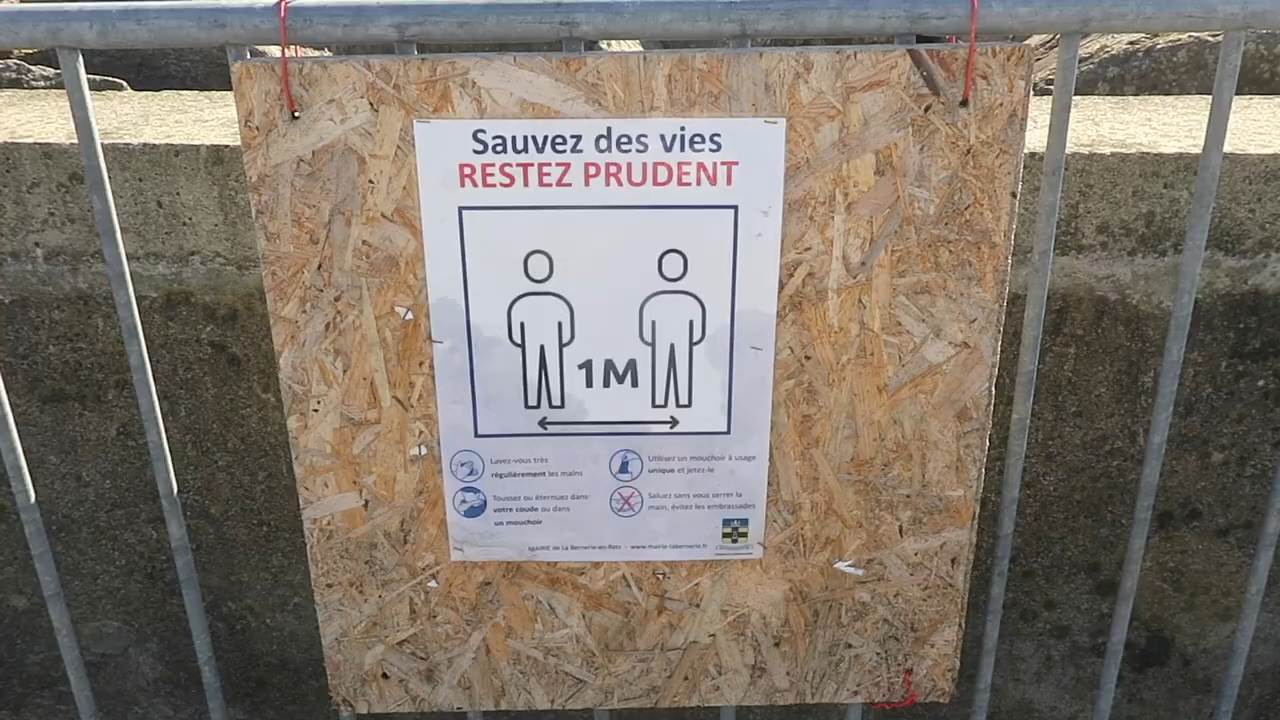 Sauvez des vies
RESTEZ PRUDENT
1M
Lavez-vous très
régulièrement les mains
Utilisez un mouchoir à usage
unique et jetez-le
Toussez ou éternuez dans
votre coude ou dans
un mouchoir
Saluez sans vous serrer la
main, évitez les embrassades
MAIRIE de La Bernerie-en-Retz - www.mairie-labernerie.fr